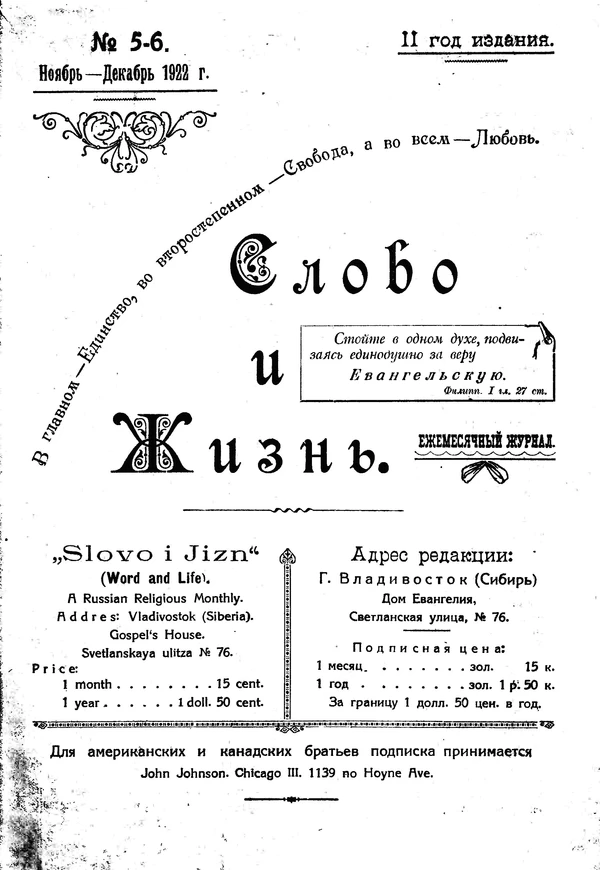 № 5-6.
Ноябрь—Декабрь 1922 г.
II год издания.
В главном—Единство, во второстепенном—Свобода, а во всем—Любовь.
Слово
и
Жизнь.
Стойте в одном духе, подви-
заясь единодушно за веру
Евангельскую.
Филипп. I гл. 27 ст.
ЕЖЕМЕСЯЧНЫЙ ЖУРНАЛ.
„Slovo i Jizn“
(Word and Life).
A Russian Religious Monthly.
Addres: Vladivostok (Siberia).
Gospel's House.
Svetlanskaya ulitza № 76.
Price:
1 month . . . . . . . . 15 cent.
1 year . . . . . . 1 doll. 50 cent.
Адрес редакции:
Г. Владивосток (Сибирь)
Дом Евангелия,
Светланская улица, № 76.
Подписная цена:
1 месяц . . . . . . . зол. 15 к.
1 год . . . . . . . . зол. 1 р. 50 к.
За границу 1 долл. 50 цен. в год.
Для американских и канадских братьев подписка принимается
John Johnson. Chicago Ill. 1139 no Hoyne Ave.